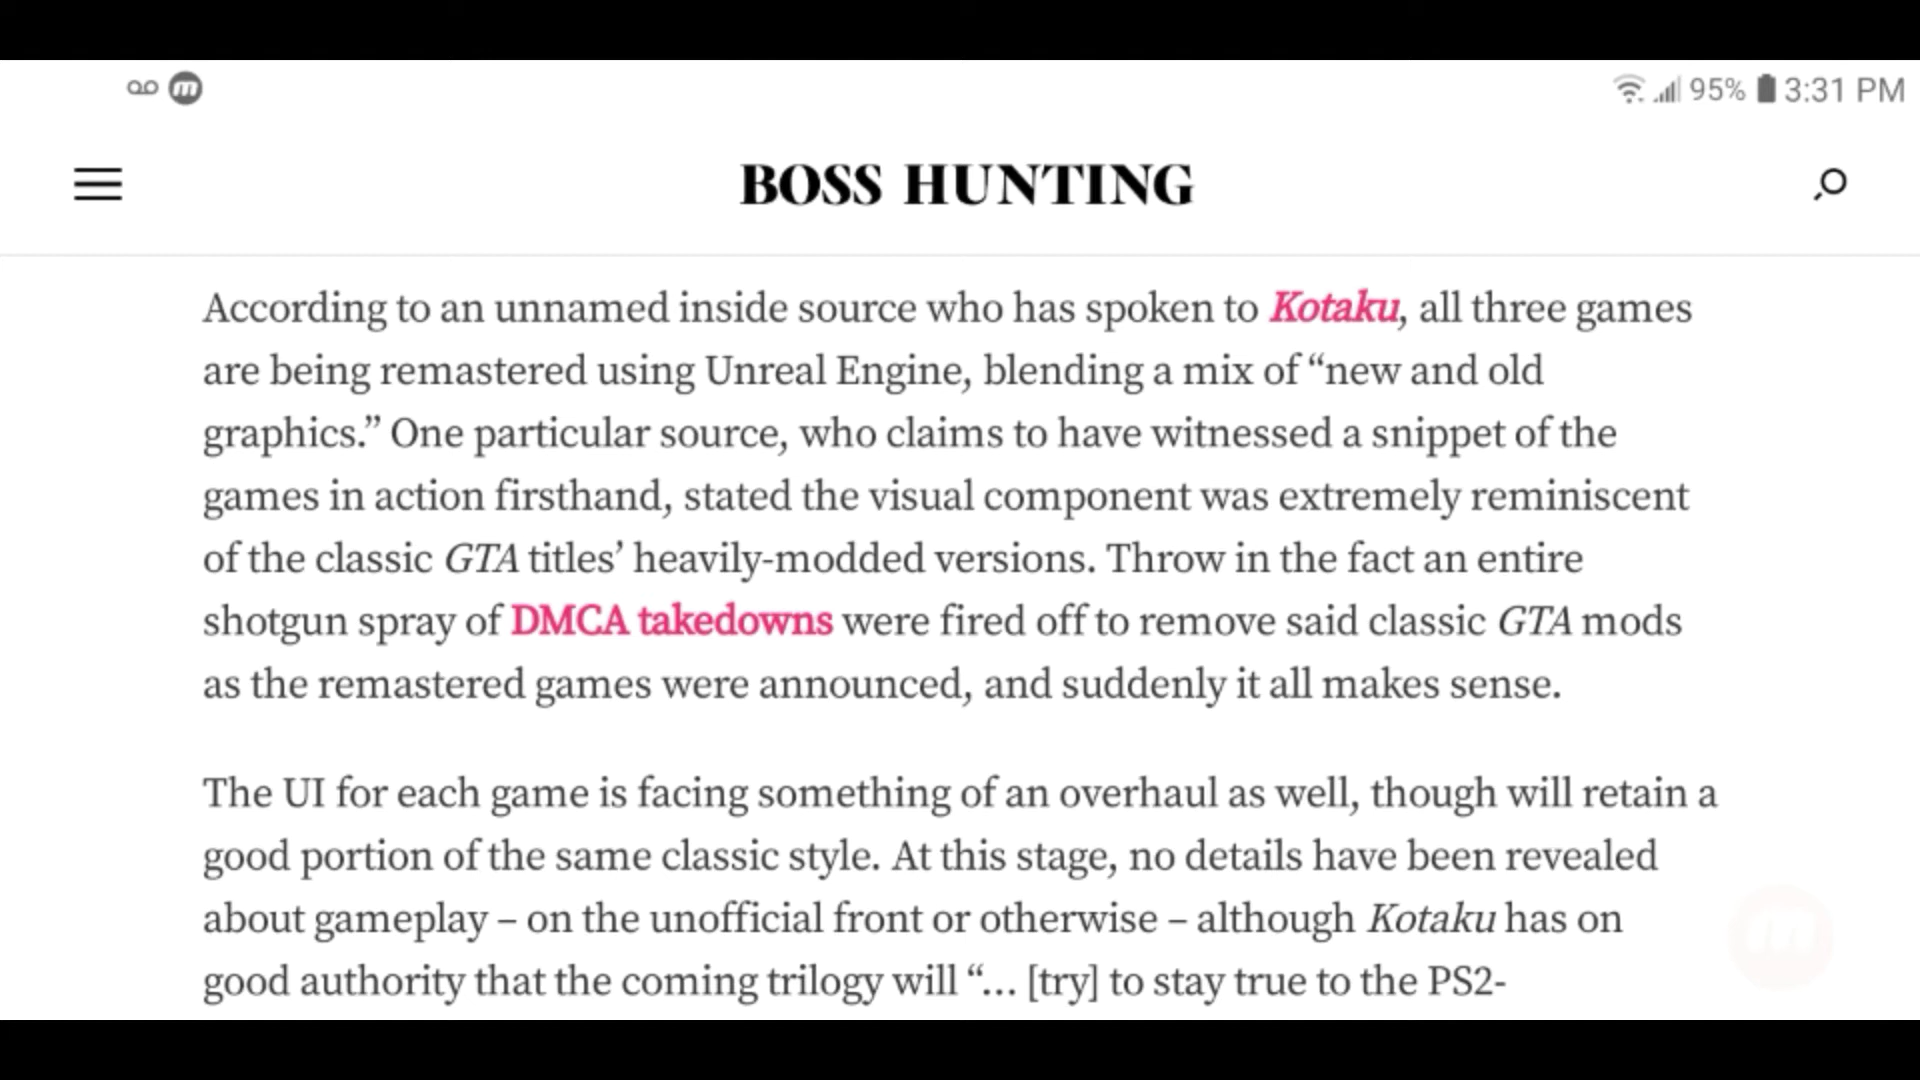 95% 3:31 PM
BOSS HUNTING
According to an unnamed inside source who has spoken to Kotaku, all three games
are being remastered using Unreal Engine, blending a mix of “new and old
graphics.” One particular source, who claims to have witnessed a snippet of the
games in action firsthand, stated the visual component was extremely reminiscent
of the classic GTA titles’ heavily-modded versions. Throw in the fact an entire
shotgun spray of DMCA takedowns were fired off to remove said classic GTA mods
as the remastered games were announced, and suddenly it all makes sense.
The UI for each game is facing something of an overhaul as well, though will retain a
good portion of the same classic style. At this stage, no details have been revealed
about gameplay – on the unofficial front or otherwise – although Kotaku has on
good authority that the coming trilogy will “… [try] to stay true to the PS2-